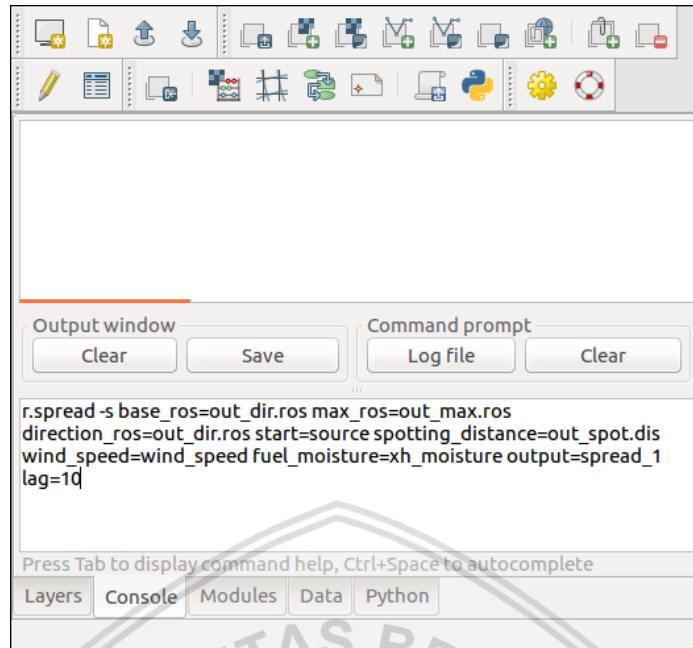 Output window
Command prompt
Clear
Save
Log file
Clear
r.spread -s base_ros=out_dir.ros max_ros=out_max.ros
direction_ros=out_dir.ros start=source spotting_distance=out_spot.dis
wind_speed=wind_speed fuel_moisture=xh_moisture output=spread_1
lag=10
Press Tab to display command help, Ctrl+Space to autocomplete
Layers
Console
Modules
Data
Python